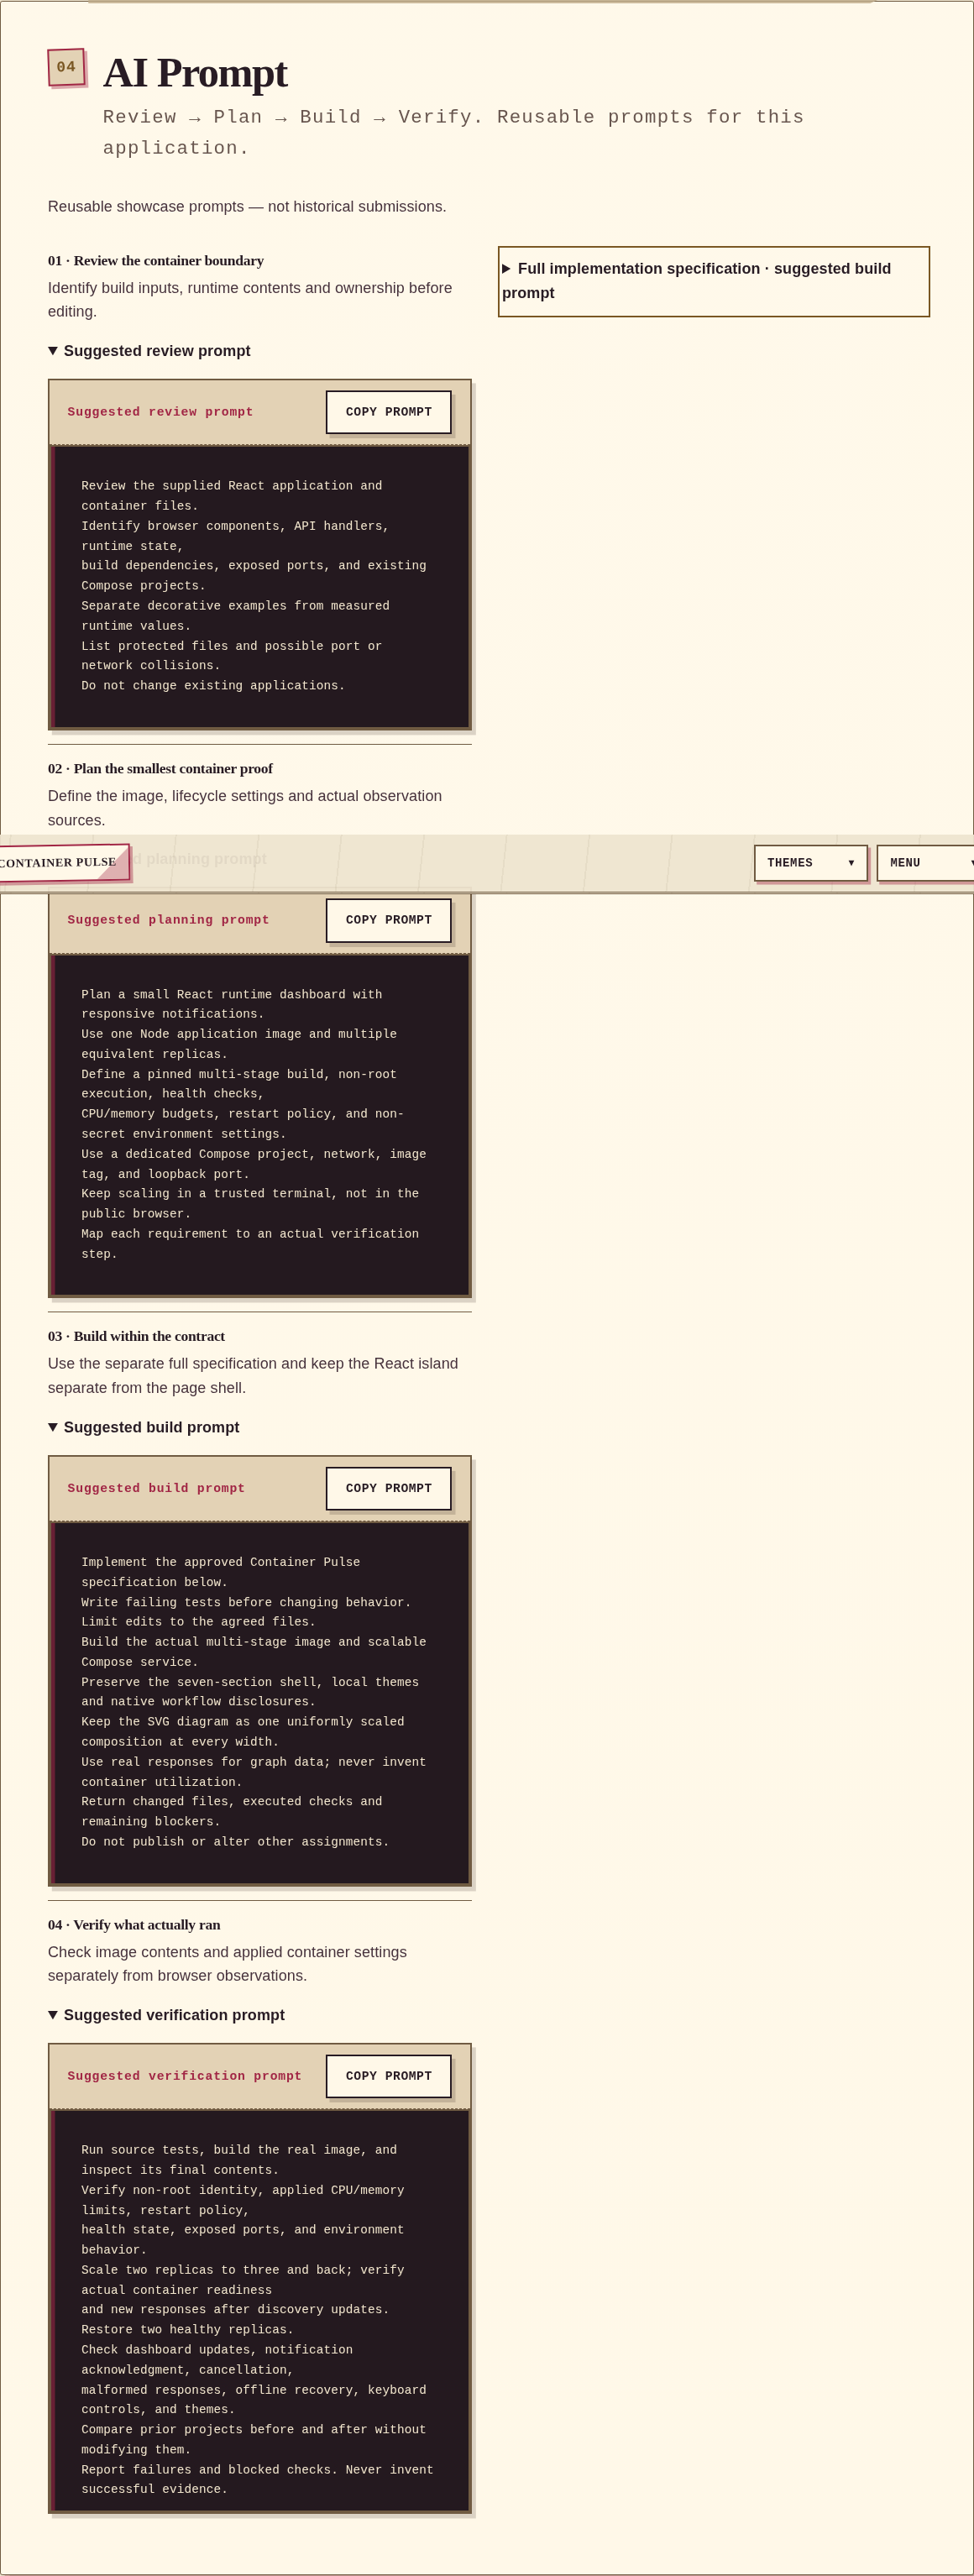 04
AI Prompt
Review → Plan → Build → Verify. Reusable prompts for this
application.
Reusable showcase prompts — not historical submissions.
01 · Review the container boundary
Identify build inputs, runtime contents and ownership before
editing.
▼ Suggested review prompt
Suggested review prompt
COPY PROMPT
Review the supplied React application and
container files.
Identify browser components, API handlers,
runtime state,
build dependencies, exposed ports, and existing
Compose projects.
Separate decorative examples from measured
runtime values.
List protected files and possible port or
network collisions.
Do not change existing applications.
▶ Full implementation specification · suggested build
prompt
02 · Plan the smallest container proof
Define the image, lifecycle settings and actual observation
sources.
CONTAINER PULSE
planning prompt
THEMES ▼
MENU
Suggested planning prompt
COPY PROMPT
Plan a small React runtime dashboard with
responsive notifications.
Use one Node application image and multiple
equivalent replicas.
Define a pinned multi-stage build, non-root
execution, health checks,
CPU/memory budgets, restart policy, and non-
secret environment settings.
Use a dedicated Compose project, network, image
tag, and loopback port.
Keep scaling in a trusted terminal, not in the
public browser.
Map each requirement to an actual verification
step.
03 · Build within the contract
Use the separate full specification and keep the React island
separate from the page shell.
▼ Suggested build prompt
Suggested build prompt
COPY PROMPT
Implement the approved Container Pulse
specification below.
Write failing tests before changing behavior.
Limit edits to the agreed files.
Build the actual multi-stage image and scalable
Compose service.
Preserve the seven-section shell, local themes
and native workflow disclosures.
Keep the SVG diagram as one uniformly scaled
composition at every width.
Use real responses for graph data; never invent
container utilization.
Return changed files, executed checks and
remaining blockers.
Do not publish or alter other assignments.
04 · Verify what actually ran
Check image contents and applied container settings
separately from browser observations.
▼ Suggested verification prompt
Suggested verification prompt
COPY PROMPT
Run source tests, build the real image, and
inspect its final contents.
Verify non-root identity, applied CPU/memory
limits, restart policy,
health state, exposed ports, and environment
behavior.
Scale two replicas to three and back; verify
actual container readiness
and new responses after discovery updates.
Restore two healthy replicas.
Check dashboard updates, notification
acknowledgment, cancellation,
malformed responses, offline recovery, keyboard
controls, and themes.
Compare prior projects before and after without
modifying them.
Report failures and blocked checks. Never invent
successful evidence.